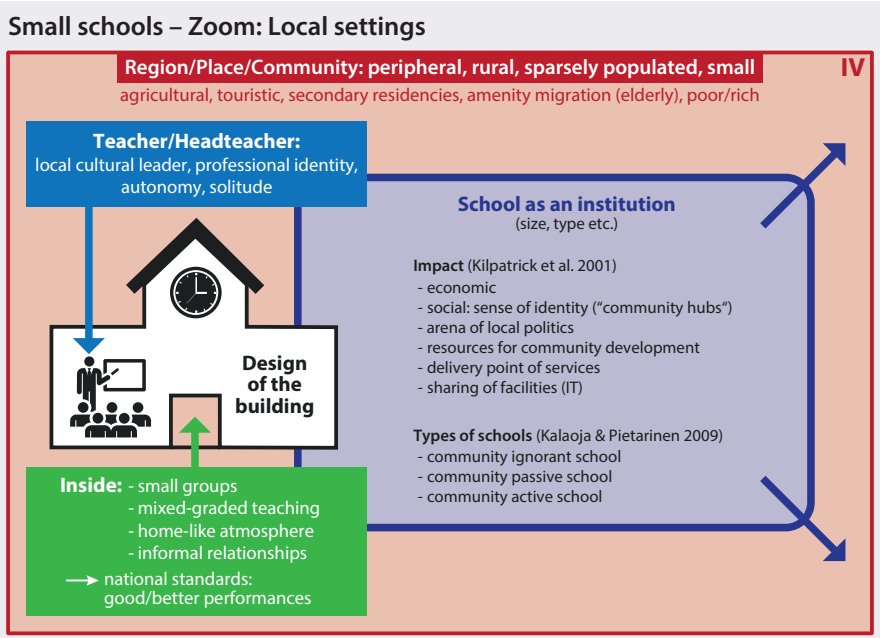 Small schools – Zoom: Local settings
Region/Place/Community: peripheral, rural, sparsely populated, small
IV
agricultural, touristic, secondary residencies, amenity migration (elderly), poor/rich
Teacher/Headteacher:
local cultural leader, professional identity,
autonomy, solitude
School as an institution
(size, type etc.)
Impact (Kilpatrick et al. 2001)
- economic
- social: sense of identity (“community hubs“)
- arena of local politics
- resources for community development
- delivery point of services
- sharing of facilities (IT)
Design
of the
building
Types of schools (Kalaoja & Pietarinen 2009)
- community ignorant school
- community passive school
- community active school
Inside: - small groups
- mixed-graded teaching
- home-like atmosphere
- informal relationships
national standards:
good/better performances